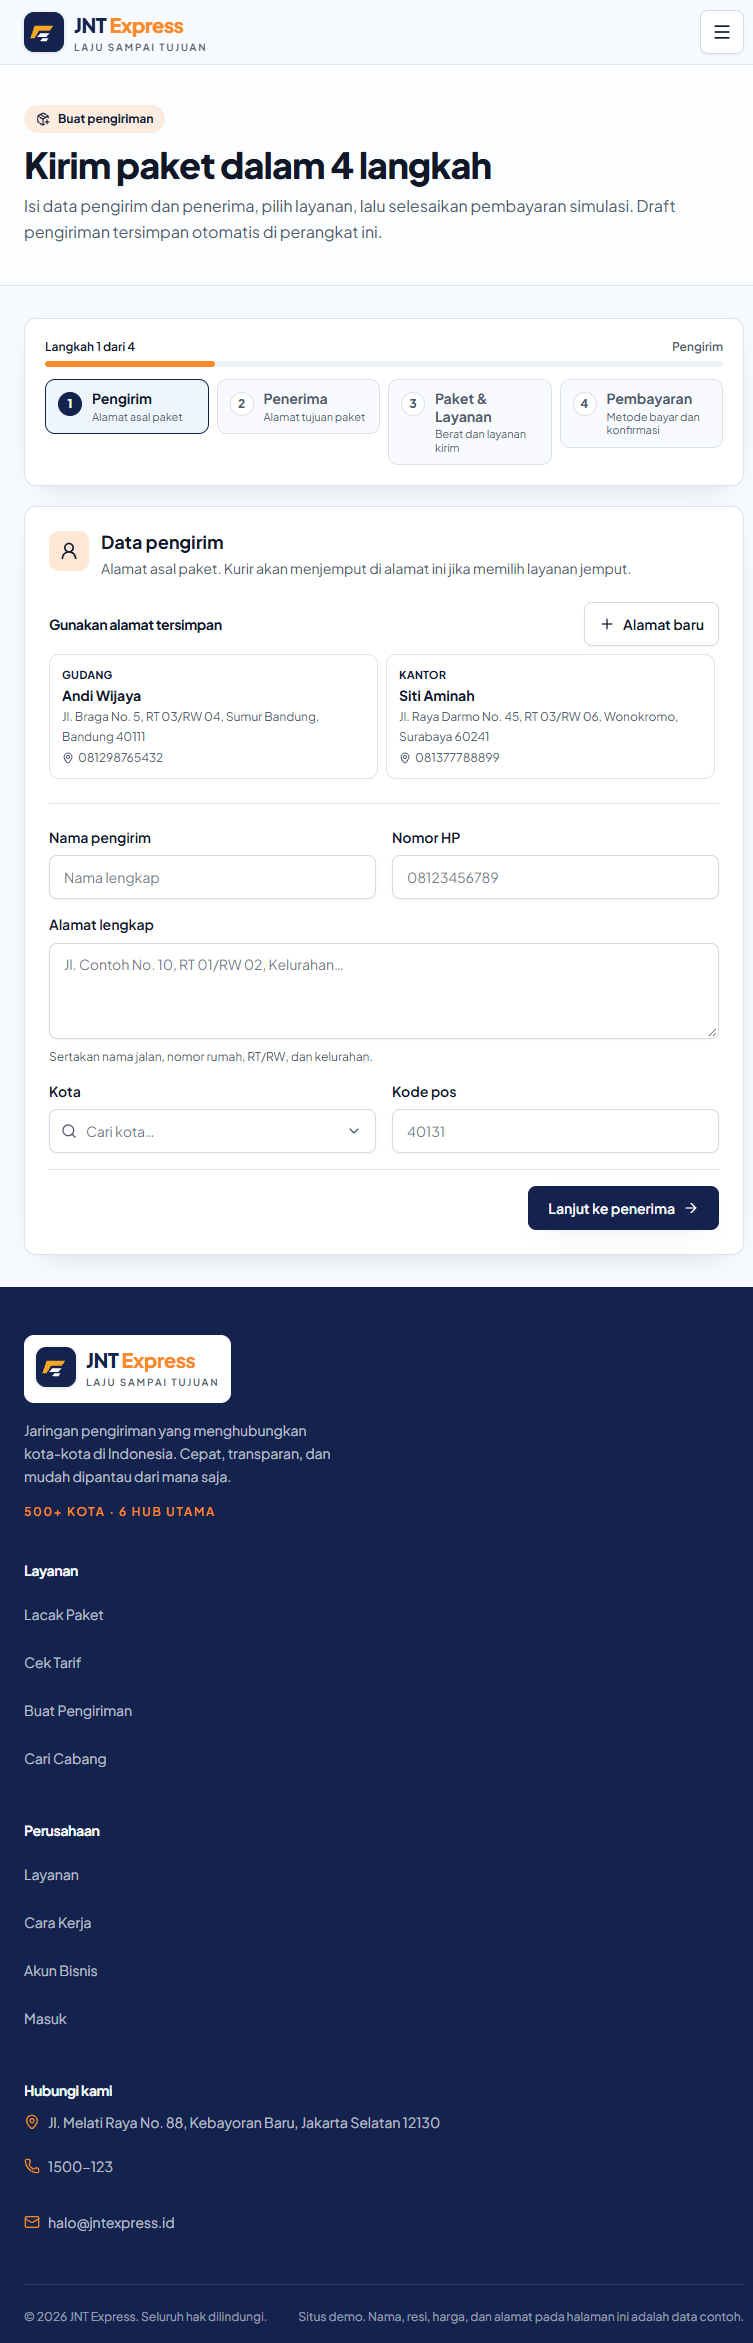 JNT Express
LAJU SAMPAI TUJUAN
Buat pengiriman
Kirim paket dalam 4 langkah
Isi data pengirim dan penerima, pilih layanan, lalu selesaikan pembayaran simulasi. Draft
pengiriman tersimpan otomatis di perangkat ini.
Langkah 1 dari 4
Pengirim
1
Pengirim
Alamat asal paket
2
Penerima
Alamat tujuan paket
3
Paket &
Layanan
Berat dan layanan
kirim
4
Pembayaran
Metode bayar dan
konfirmasi
Data pengirim
Alamat asal paket. Kurir akan menjemput di alamat ini jika memilih layanan jemput.
Gunakan alamat tersimpan
Alamat baru
GUDANG
Andi Wijaya
Jl. Braga No. 5, RT 03/RW 04, Sumur Bandung,
Bandung 40111
081298765432
KANTOR
Siti Aminah
Jl. Raya Darmo No. 45, RT 03/RW 06, Wonokromo,
Surabaya 60241
081377788899
Nama pengirim
Nama lengkap
Nomor HP
08123456789
Alamat lengkap
Jl. Contoh No. 10, RT 01/RW 02, Kelurahan...
Sertakan nama jalan, nomor rumah, RT/RW, dan kelurahan.
Kota
Cari kota...
Kode pos
40131
Lanjut ke penerima
JNT Express
LAJU SAMPAI TUJUAN
Jaringan pengiriman yang menghubungkan
kota-kota di Indonesia. Cepat, transparan, dan
mudah dipantau dari mana saja.
500+ KOTA · 6 HUB UTAMA
Layanan
Lacak Paket
Cek Tarif
Buat Pengiriman
Cari Cabang
Perusahaan
Layanan
Cara Kerja
Akun Bisnis
Masuk
Hubungi kami
Jl. Melati Raya No. 88, Kebayoran Baru, Jakarta Selatan 12130
1500-123
halo@jntexpress.id
© 2026 JNT Express. Seluruh hak dilindungi.
Situs demo. Nama, resi, harga, dan alamat pada halaman ini adalah data contoh.